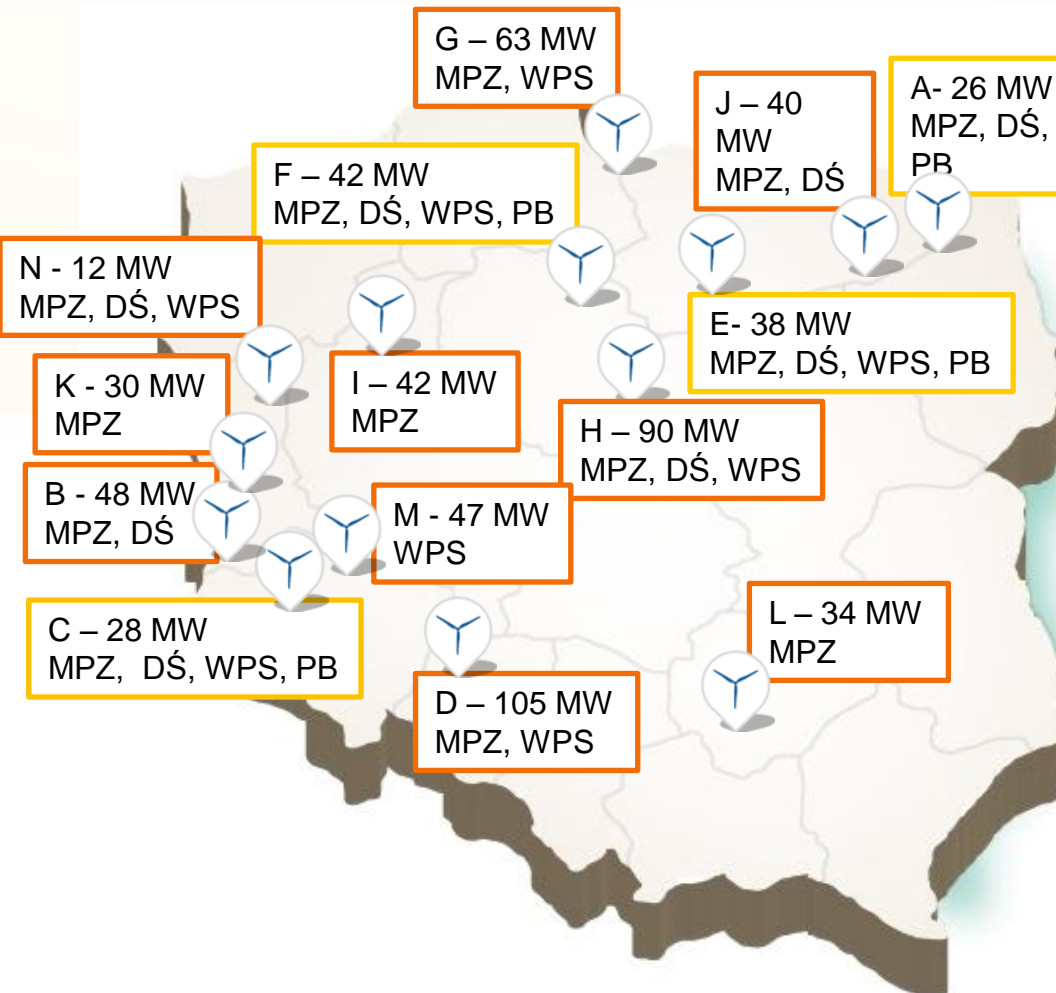 G – 63 MW
MPZ, WPS
J – 40
MW
MPZ, DŚ
A- 26 MW
MPZ, DŚ,
PB
F – 42 MW
MPZ, DŚ, WPS, PB
N - 12 MW
MPZ, DŚ, WPS
E- 38 MW
MPZ, DŚ, WPS, PB
K - 30 MW
MPZ
I – 42 MW
MPZ
H – 90 MW
MPZ, DŚ, WPS
B - 48 MW
MPZ, DŚ
M - 47 MW
WPS
C – 28 MW
MPZ, DŚ, WPS, PB
L – 34 MW
MPZ
D – 105 MW
MPZ, WPS